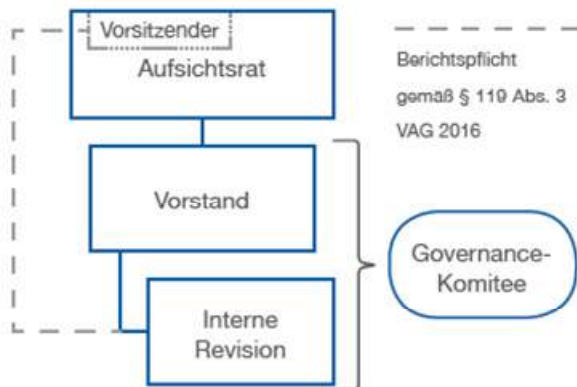 Vorsitzender
Aufsichtsrat
Berichtspflicht
gemäß § 119 Abs. 3
VAG 2016
Vorstand
Governance-
Komitee
Interne
Revision